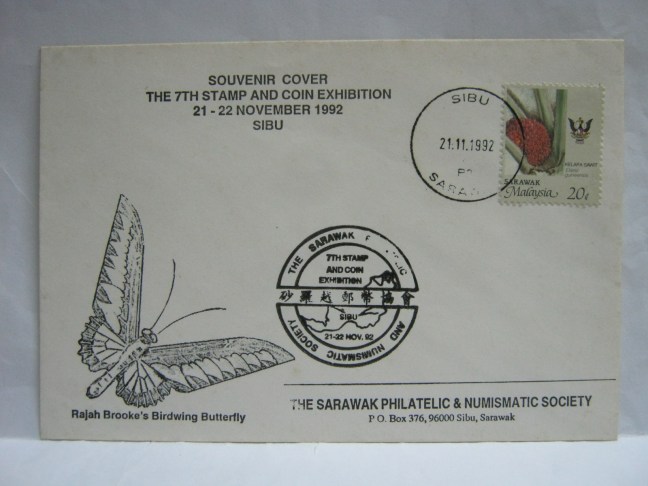 SOUVENIR COVER
THE 7TH STAMP AND COIN EXHIBITION
21 - 22 NOVEMBER 1992
SIBU
SIBU
21.11.1992
SARAWAK
Malaysia
20¢
KELAPA SAWIT
THE SARAWAK
7TH STAMP
AND COIN
EXHIBITION
砂羅越郵幣協會
SIBU
21-22 NOV. 92
AND NUMISMATIC SOCIETY
Rajah Brooke's Birdwing Butterfly
THE SARAWAK PHILATELIC & NUMISMATIC SOCIETY
P O. Box 376, 96000 Sibu, Sarawak